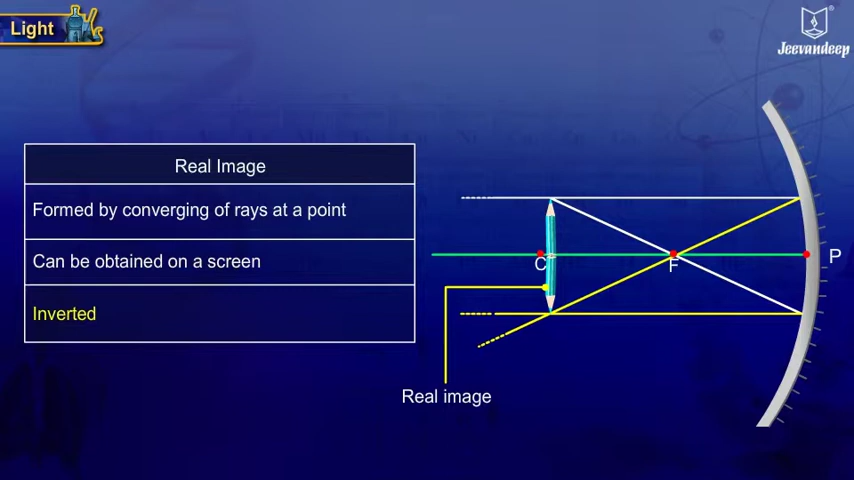 Light
Jeevandeep®
Real Image
Formed by converging of rays at a point
Can be obtained on a screen
Inverted
C
F
P
Real image